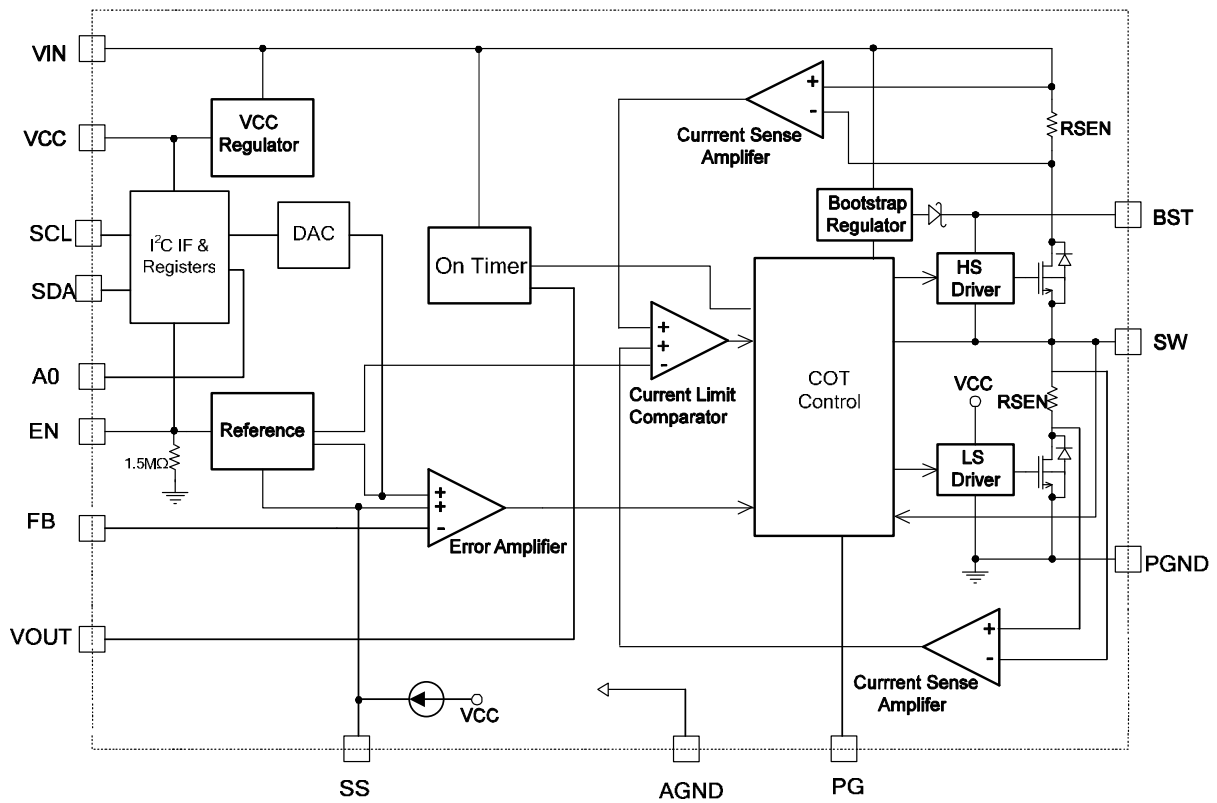 VIN
VCC
SCL
SDA
A0
EN
FB
VOUT
VCC
Regulator
I²C IF &
Registers
DAC
On Timer
Reference
1.5MΩ
+
+
-
Error Amplifier
+
-
Currrent Sense
Amplifer
+
+
-
Current Limit
Comparator
Bootstrap
Regulator
COT
Control
HS
Driver
VCC
LS
Driver
RSEN
RSEN
+
-
Currrent Sense
Amplifer
VCC
BST
SW
PGND
SS
AGND
PG